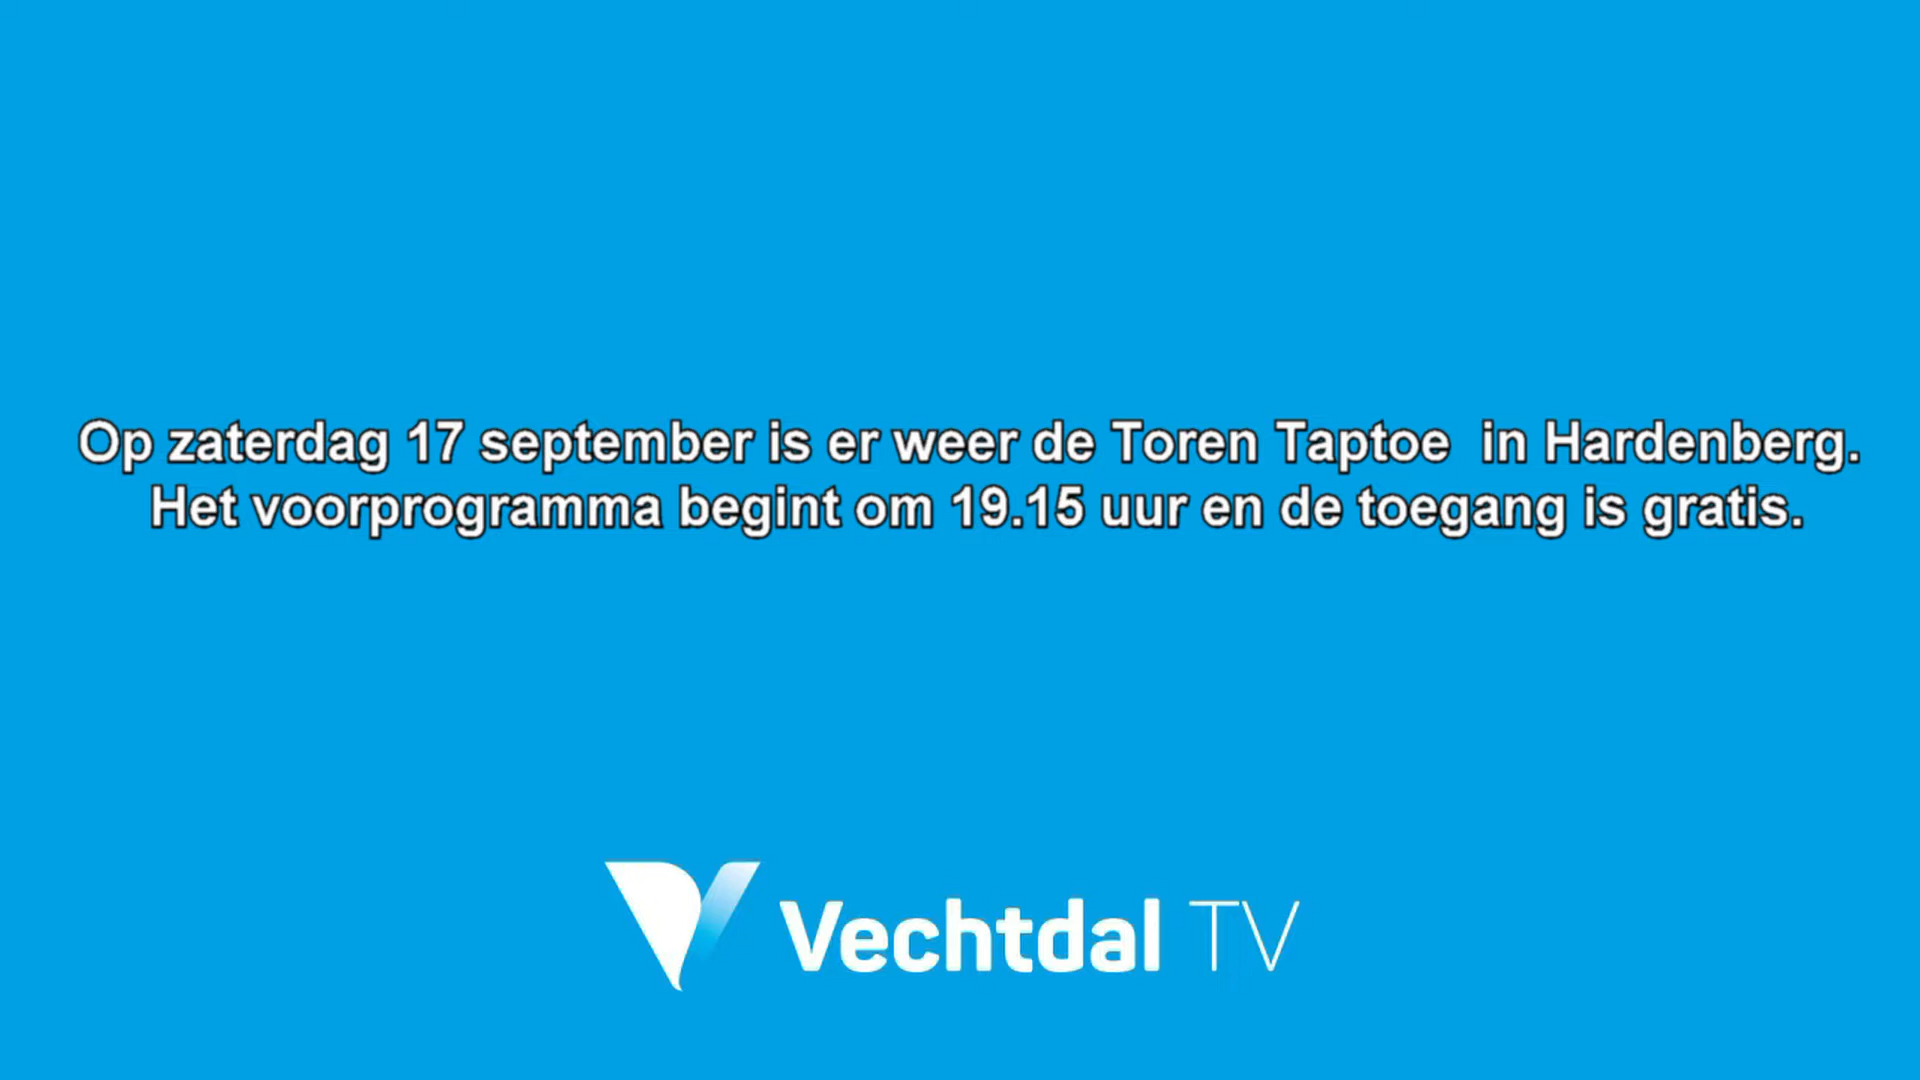 Op zaterdag 17 september is er weer de Toren Taptoe  in Hardenberg.
Het voorprogramma begint om 19.15 uur en de toegang is gratis.
Vechtdal TV